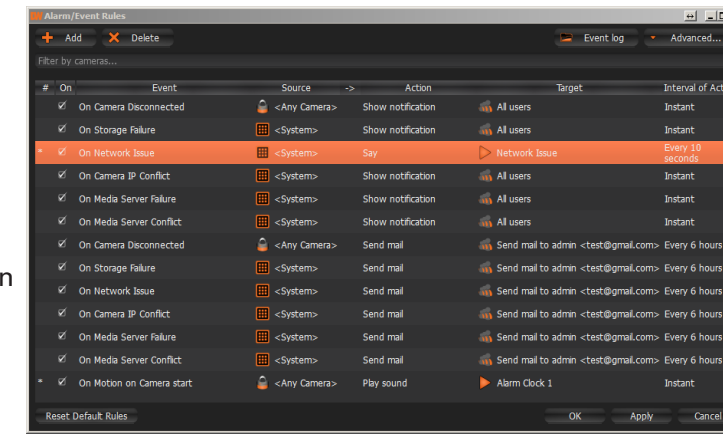 Alarm/Event Rules
Add Delete Event log Advanced...
Filter by cameras...
# On Event Source -> Action Target Interval of Act
On Camera Disconnected <Any Camera> Show notification All users Instant
On Storage Failure <System> Show notification All users Instant
* On Network Issue <System> Say Network Issue Every 10 seconds
On Camera IP Conflict <System> Show notification All users Instant
On Media Server Failure <System> Show notification All users Instant
On Media Server Conflict <System> Show notification All users Instant
On Camera Disconnected <Any Camera> Send mail Send mail to admin <test@gmail.com> Every 6 hours
n
On Storage Failure <System> Send mail Send mail to admin <test@gmail.com> Every 6 hours
On Network Issue <System> Send mail Send mail to admin <test@gmail.com> Every 6 hours
On Camera IP Conflict <System> Send mail Send mail to admin <test@gmail.com> Every 6 hours
On Media Server Failure <System> Send mail Send mail to admin <test@gmail.com> Every 6 hours
On Media Server Conflict <System> Send mail Send mail to admin <test@gmail.com> Every 6 hours
* On Motion on Camera start <Any Camera> Play sound Alarm Clock 1 Instant
Reset Default Rules OK Apply Cancel